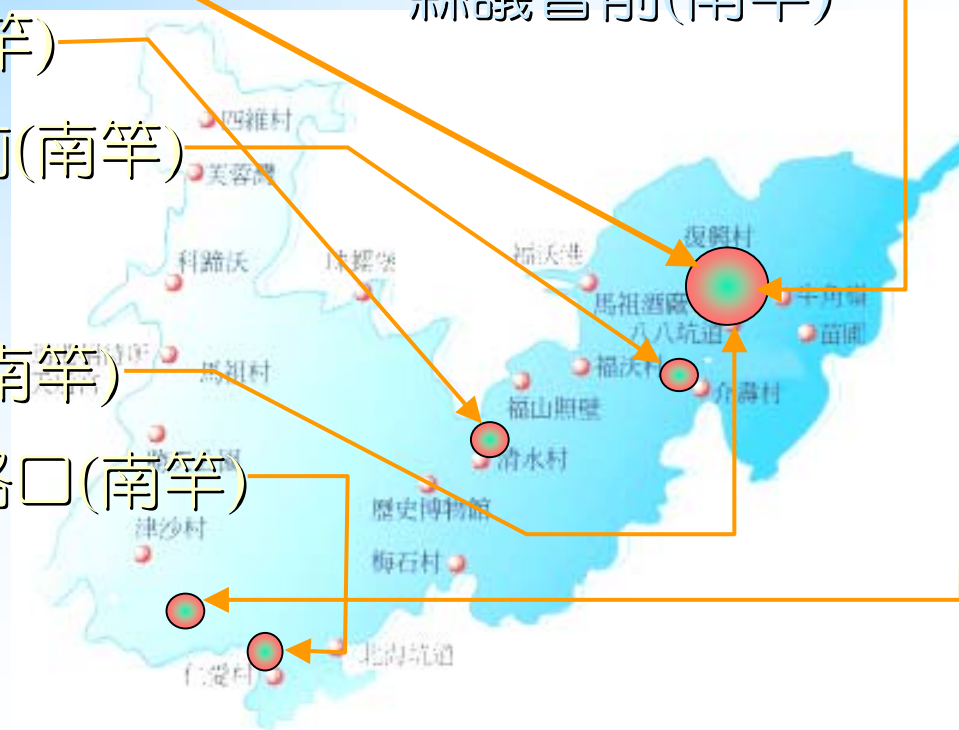 縣議會前(南竿)
竿)
四維村
前(南竿)
芙蓉澳
復興村
科蹄沃
珠螺村
福沃港
牛角嶺
馬祖酒廠
八八坑道
苗圃
南竿)
馬祖村
福沃村
介壽村
福山照壁
清水村
路口(南竿)
歷史博物館
津沙村
梅石村
北海坑道
仁愛村